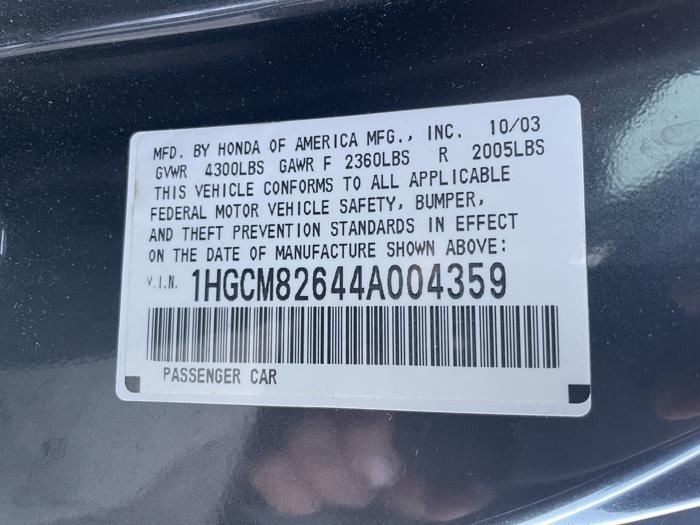 MFD. BY HONDA OF AMERICA MFG., INC. 10/03
GVWR 4300LBS GAWR F 2360LBS R 2005LBS
THIS VEHICLE CONFORMS TO ALL APPLICABLE
FEDERAL MOTOR VEHICLE SAFETY, BUMPER,
AND THEFT PREVENTION STANDARDS IN EFFECT
ON THE DATE OF MANUFACTURE SHOWN ABOVE:
V.I.N. 1HGCM82644A004359
PASSENGER CAR